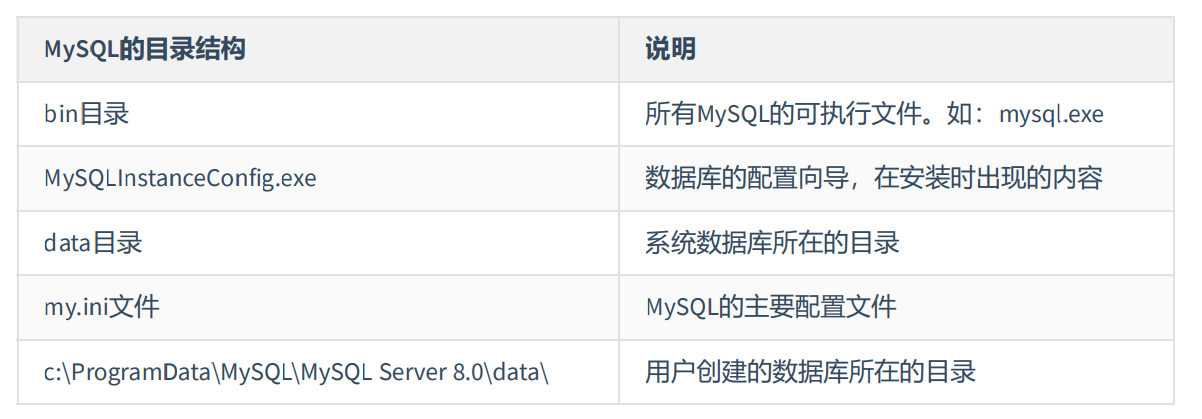 MySQL的目录结构 说明
bin目录 所有MySQL的可执行文件。如：mysql.exe
MySQLInstanceConfig.exe 数据库的配置向导，在安装时出现的内容
data目录 系统数据库所在的目录
my.ini文件 MySQL的主要配置文件
c:\ProgramData\MySQL\MySQL Server 8.0\data\ 用户创建的数据库所在的目录